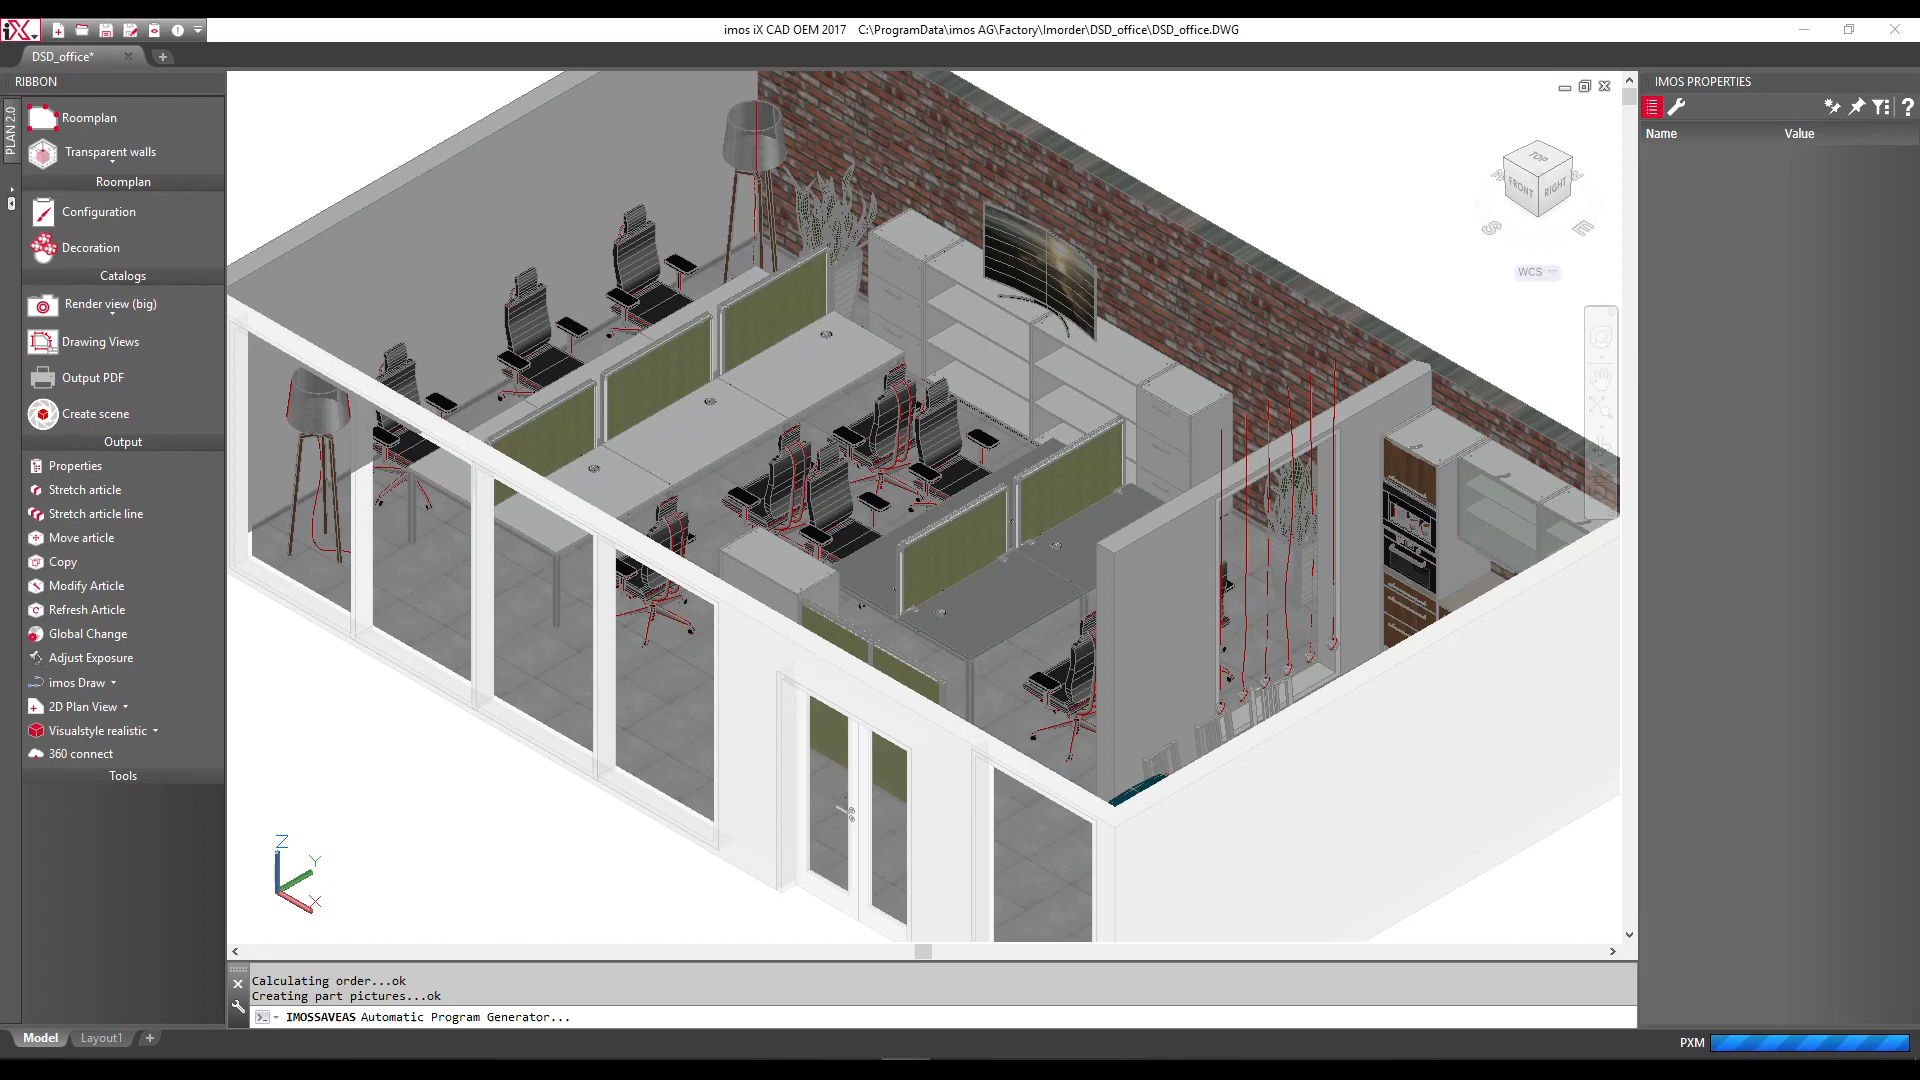 iX
imos iX CAD OEM 2017 C:\ProgramData\imos AG\Factory\Imorder\DSD_office\DSD_office.DWG
DSD_office*
RIBBON
PLAN 2.0
Roomplan
Transparent walls
Roomplan
Configuration
Decoration
Catalogs
Render view (big)
Drawing Views
Output PDF
Create scene
Output
Properties
Stretch article
Stretch article line
Move article
Copy
Modify Article
Refresh Article
Global Change
Adjust Exposure
imos Draw
2D Plan View
Visualstyle realistic
360 connect
Tools
TOP
FRONT
RIGHT
S
E
WCS
Z
Y
X
IMOS PROPERTIES
Name Value
Calculating order...ok
Creating part pictures...ok
IMOSSAVEAS Automatic Program Generator...
Model Layout1
PXM